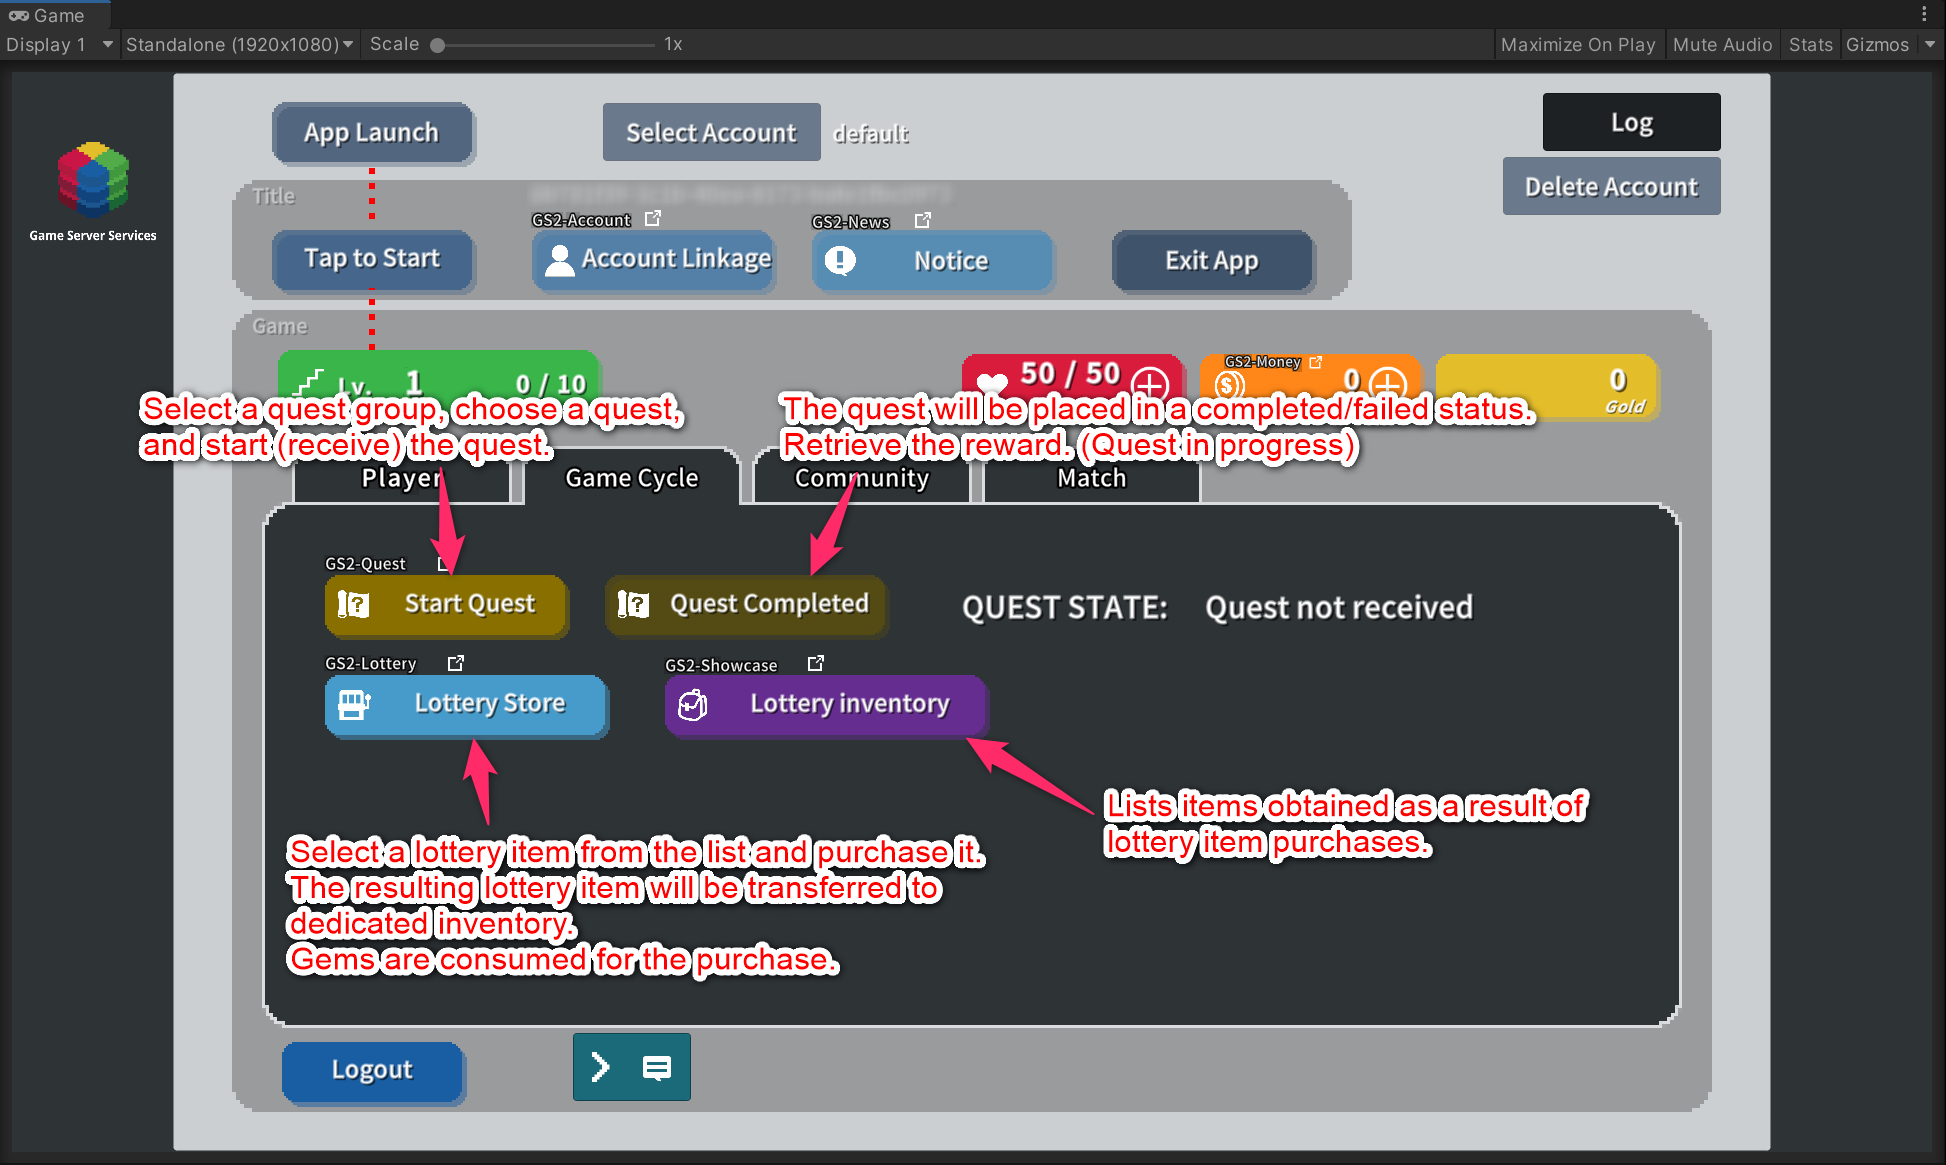 Game
Display 1
Standalone (1920x1080)
Scale
1x
Maximize On Play
Mute Audio
Stats
Gizmos
Game Server Services
App Launch
Select Account
default
Log
Delete Account
Title
GS2-Account
GS2-News
Tap to Start
Account Linkage
Notice
Exit App
Game
Lv. 1
0 / 10
50 / 50
GS2-Money
0
0
Gold
Select a quest group, choose a quest,
and start (receive) the quest.
The quest will be placed in a completed/failed status.
Retrieve the reward. (Quest in progress)
Player
Game Cycle
Community
Match
GS2-Quest
Start Quest
Quest Completed
QUEST STATE:
Quest not received
GS2-Lottery
GS2-Showcase
Lottery Store
Lottery inventory
Lists items obtained as a result of
lottery item purchases.
Select a lottery item from the list and purchase it.
The resulting lottery item will be transferred to
dedicated inventory.
Gems are consumed for the purchase.
Logout